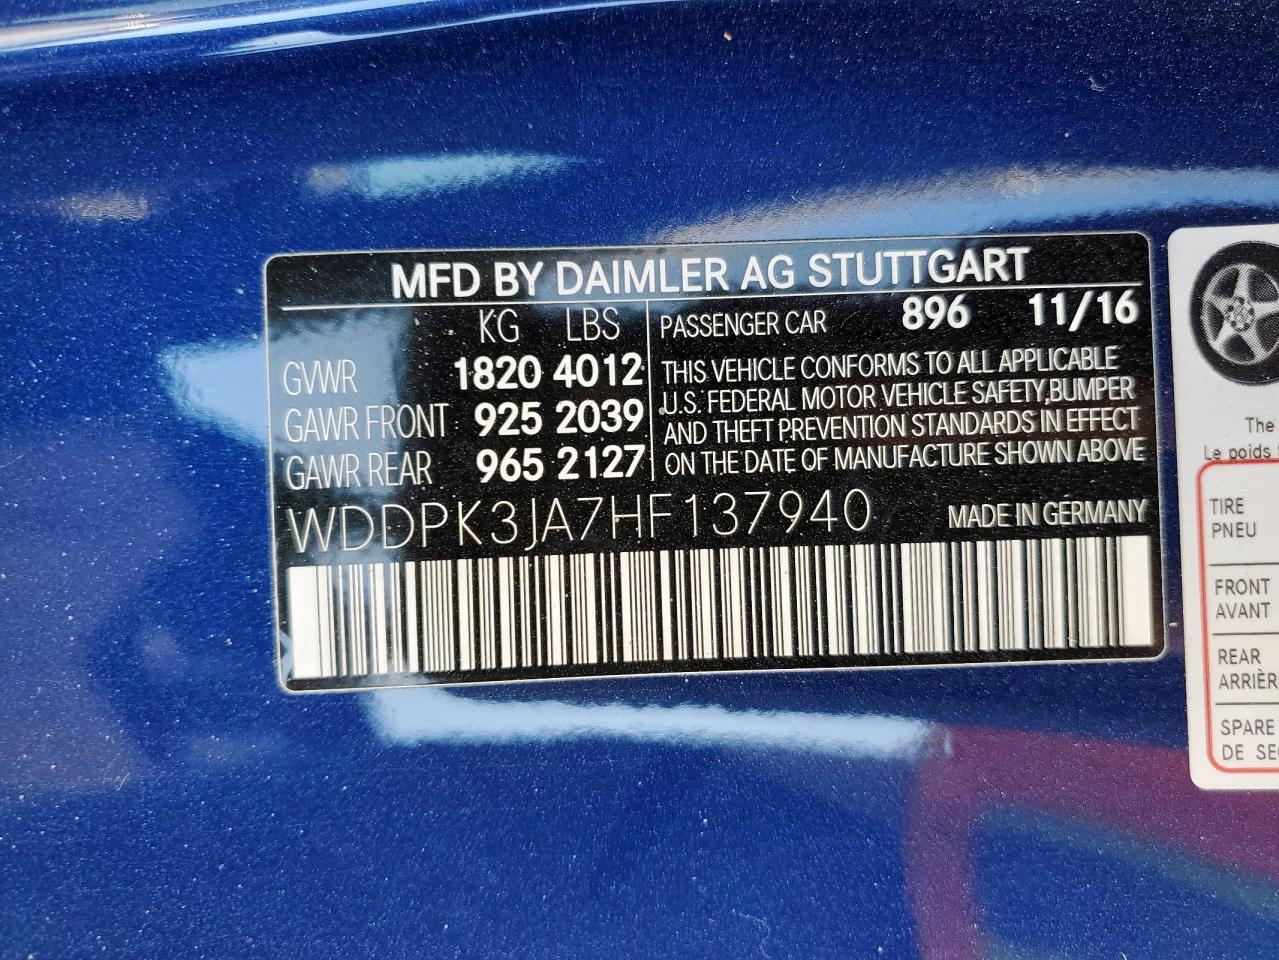 MFD BY DAIMLER AG STUTTGART
KG LBS
GVWR 1820 4012
GAWR FRONT 925 2039
GAWR REAR 965 2127
PASSENGER CAR 896 11/16
THIS VEHICLE CONFORMS TO ALL APPLICABLE
U.S. FEDERAL MOTOR VEHICLE SAFETY,BUMPER
AND THEFT PREVENTION STANDARDS IN EFFECT
ON THE DATE OF MANUFACTURE SHOWN ABOVE
WDDPK3JA7HF137940 MADE IN GERMANY
The
Le poids
TIRE
PNEU
FRONT
AVANT
REAR
ARRIÈR
SPARE
DE SE